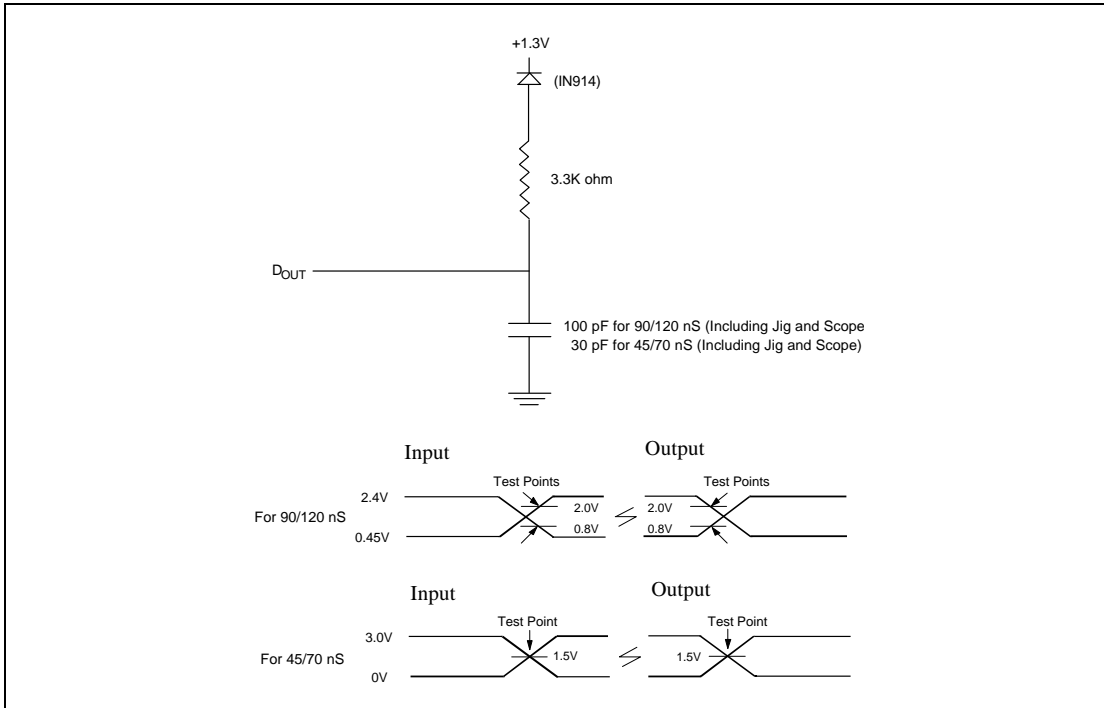 +1.3V
(IN914)
3.3K ohm
DOUT
100 pF for 90/120 nS (Including Jig and Scope
30 pF for 45/70 nS (Including Jig and Scope)
Input Output
Test Points Test Points
2.4V
2.0V 2.0V
For 90/120 nS
0.8V 0.8V
0.45V
Input Output
Test Point Test Point
3.0V
1.5V 1.5V
For 45/70 nS
0V